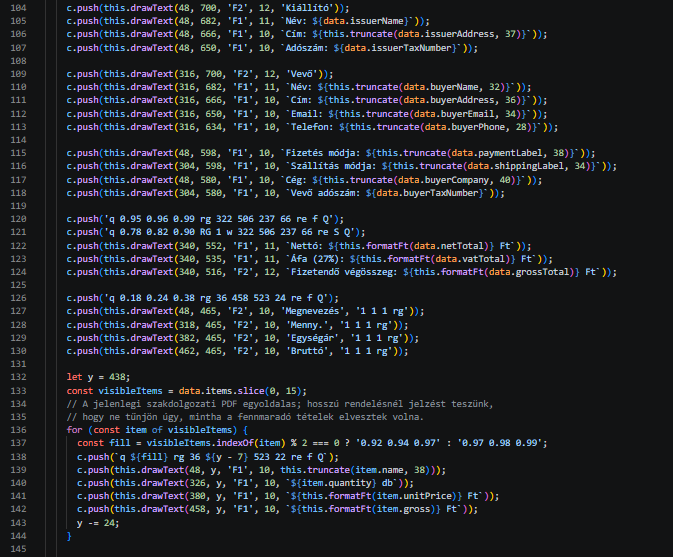 104 c.push(this.drawText(48, 700, 'F2', 12, 'Kiállító'));
105 c.push(this.drawText(48, 682, 'F1', 11, `Név: ${data.issuerName}`));
106 c.push(this.drawText(48, 666, 'F1', 10, `Cím: ${this.truncate(data.issuerAddress, 37)}`));
107 c.push(this.drawText(48, 650, 'F1', 10, `Adószám: ${data.issuerTaxNumber}`));
108
109 c.push(this.drawText(316, 700, 'F2', 12, 'Vevő'));
110 c.push(this.drawText(316, 682, 'F1', 11, `Név: ${this.truncate(data.buyerName, 32)}`));
111 c.push(this.drawText(316, 666, 'F1', 10, `Cím: ${this.truncate(data.buyerAddress, 36)}`));
112 c.push(this.drawText(316, 650, 'F1', 10, `Email: ${this.truncate(data.buyerEmail, 34)}`));
113 c.push(this.drawText(316, 634, 'F1', 10, `Telefon: ${this.truncate(data.buyerPhone, 28)}`));
114
115 c.push(this.drawText(48, 598, 'F1', 10, `Fizetés módja: ${this.truncate(data.paymentLabel, 38)}`));
116 c.push(this.drawText(304, 598, 'F1', 10, `Szállítás módja: ${this.truncate(data.shippingLabel, 34)}`));
117 c.push(this.drawText(48, 580, 'F1', 10, `Cég: ${this.truncate(data.buyerCompany, 40)}`));
118 c.push(this.drawText(304, 580, 'F1', 10, `Vevő adószám: ${data.buyerTaxNumber}`));
119
120 c.push('q 0.95 0.96 0.99 rg 322 506 237 66 re f Q');
121 c.push('q 0.78 0.82 0.90 RG 1 w 322 506 237 66 re S Q');
122 c.push(this.drawText(340, 552, 'F1', 11, `Nettó: ${this.formatFt(data.netTotal)} Ft`));
123 c.push(this.drawText(340, 535, 'F1', 11, `Áfa (27%): ${this.formatFt(data.vatTotal)} Ft`));
124 c.push(this.drawText(340, 516, 'F2', 12, `Fizetendő végösszeg: ${this.formatFt(data.grossTotal)} Ft`));
125
126 c.push('q 0.18 0.24 0.38 rg 36 458 523 24 re f Q');
127 c.push(this.drawText(48, 465, 'F2', 10, 'Megnevezés', '1 1 1 rg'));
128 c.push(this.drawText(318, 465, 'F2', 10, 'Menny.', '1 1 1 rg'));
129 c.push(this.drawText(382, 465, 'F2', 10, 'Egységár', '1 1 1 rg'));
130 c.push(this.drawText(462, 465, 'F2', 10, 'Bruttó', '1 1 1 rg'));
131
132 let y = 438;
133 const visibleItems = data.items.slice(0, 15);
134 // A jelenlegi szakdolgozati PDF egyoldalas; hosszú rendelésnél jelzést teszünk,
135 // hogy ne tűnjön úgy, mintha a fennmaradó tételek elvesztek volna.
136 for (const item of visibleItems) {
137 const fill = visibleItems.indexOf(item) % 2 === 0 ? '0.92 0.94 0.97' : '0.97 0.98 0.99';
138 c.push(`q ${fill} rg 36 ${y - 7} 523 22 re f Q`);
139 c.push(this.drawText(48, y, 'F1', 10, this.truncate(item.name, 38)));
140 c.push(this.drawText(326, y, 'F1', 10, `${item.quantity} db`));
141 c.push(this.drawText(380, y, 'F1', 10, `${this.formatFt(item.unitPrice)} Ft`));
142 c.push(this.drawText(458, y, 'F1', 10, `${this.formatFt(item.gross)} Ft`));
143 y -= 24;
144 }
145